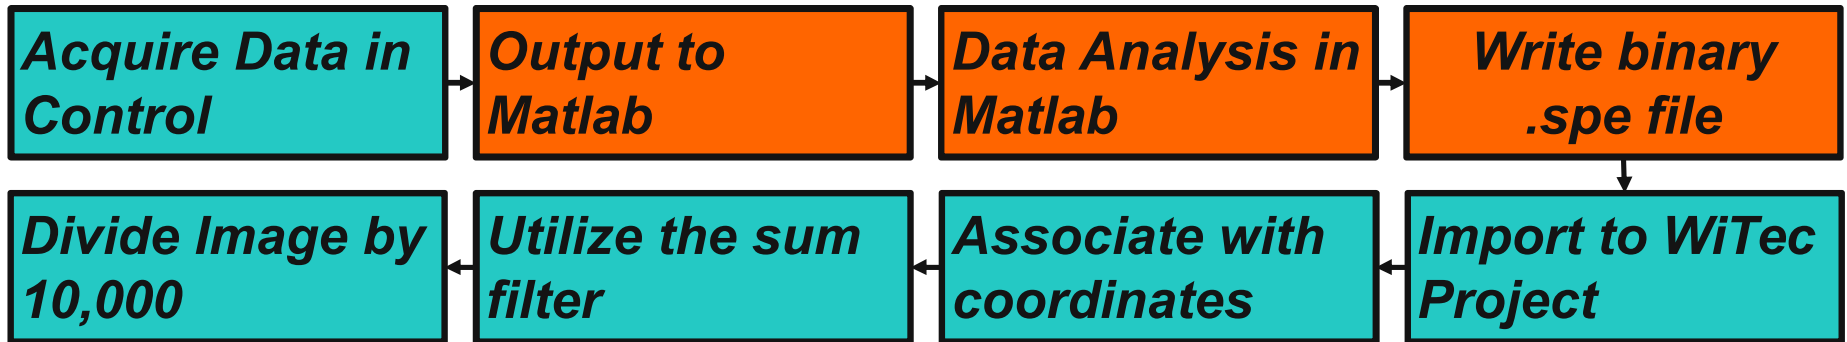 Acquire Data in
Control
Output to
Matlab
Data Analysis in
Matlab
Write binary
.spe file
Import to WiTec
Project
Associate with
coordinates
Utilize the sum
filter
Divide Image by
10,000